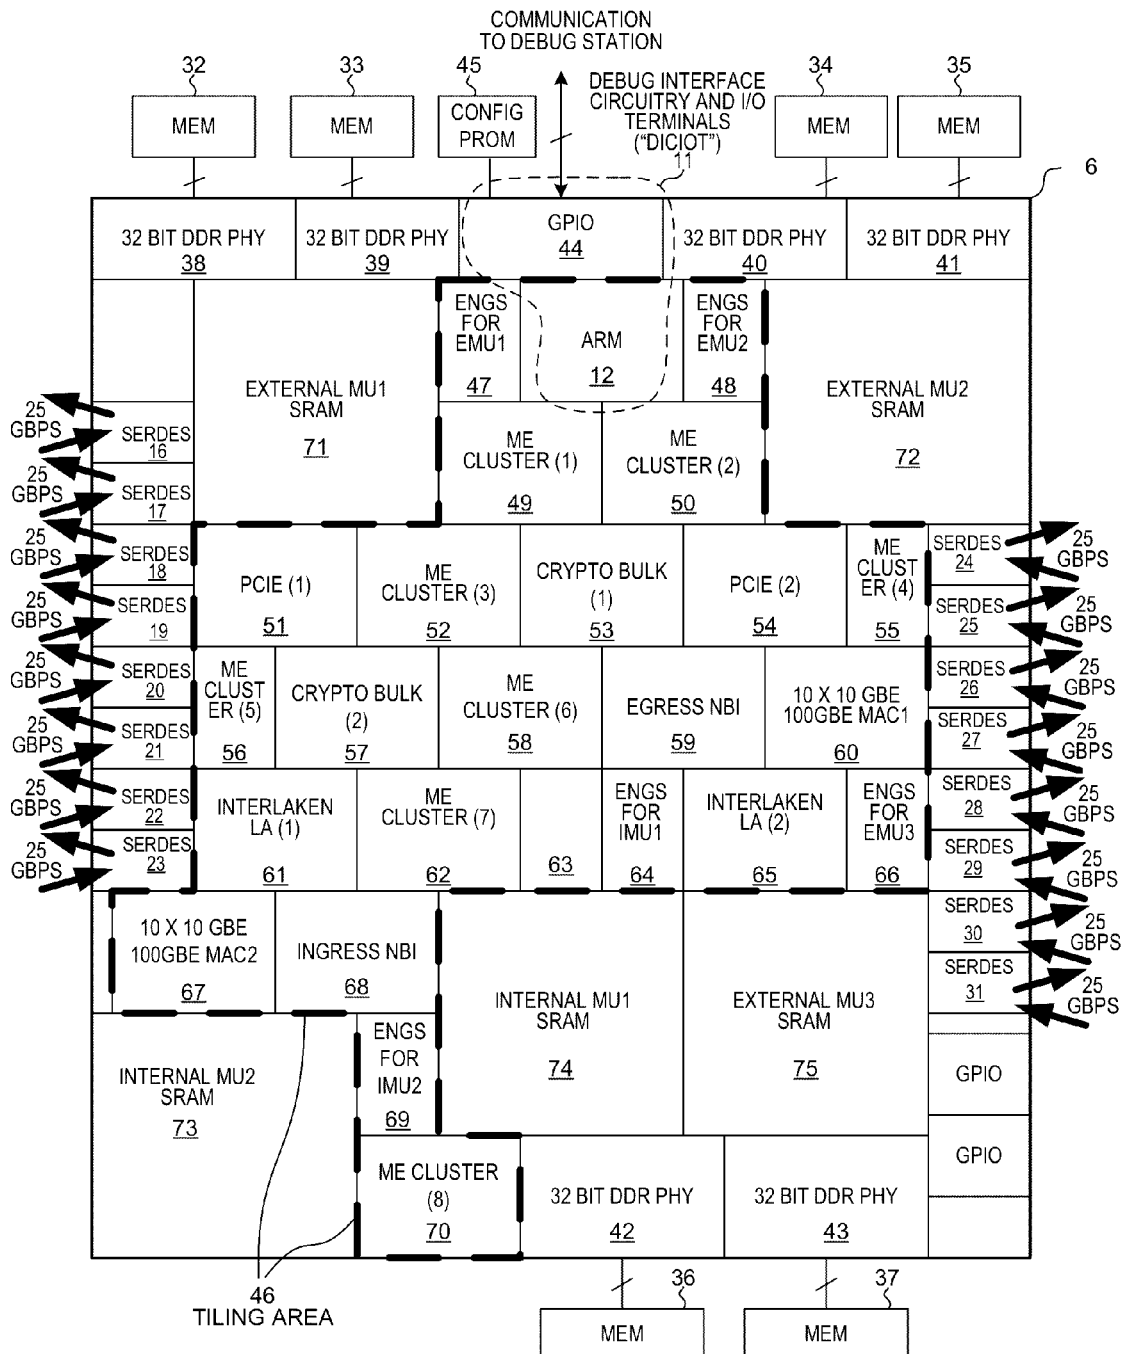 COMMUNICATION
TO DEBUG STATION
32
33
45
34
35
DEBUG INTERFACE
CIRCUITRY AND I/O
TERMINALS
("DICIOT")
11
MEM
MEM
CONFIG
PROM
MEM
MEM
6
32 BIT DDR PHY
38
32 BIT DDR PHY
39
GPIO
44
32 BIT DDR PHY
40
32 BIT DDR PHY
41
EXTERNAL MU1
SRAM
71
ENGS
FOR
EMU1
47
ARM
12
ENGS
FOR
EMU2
48
EXTERNAL MU2
SRAM
72
ME
CLUSTER (1)
49
ME
CLUSTER (2)
50
25
GBPS
SERDES
16
25
GBPS
SERDES
17
25
GBPS
SERDES
18
25
GBPS
SERDES
19
25
GBPS
SERDES
20
25
GBPS
SERDES
21
25
GBPS
SERDES
22
25
GBPS
SERDES
23
PCIE (1)
51
ME
CLUSTER (3)
52
CRYPTO BULK
(1)
53
PCIE (2)
54
ME
CLUST
ER (4)
55
SERDES
24
25
GBPS
SERDES
25
25
GBPS
SERDES
26
25
GBPS
SERDES
27
25
GBPS
SERDES
28
25
GBPS
SERDES
29
25
GBPS
SERDES
30
25
GBPS
SERDES
31
25
GBPS
ME
CLUST
ER (5)
56
CRYPTO BULK
(2)
57
ME
CLUSTER (6)
58
EGRESS NBI
59
10 X 10 GBE
100GBE MAC1
60
INTERLAKEN
LA (1)
61
ME
CLUSTER (7)
62
63
ENGS
FOR
IMU1
64
INTERLAKEN
LA (2)
65
ENGS
FOR
EMU3
66
10 X 10 GBE
100GBE MAC2
67
INGRESS NBI
68
INTERNAL MU1
SRAM
74
EXTERNAL MU3
SRAM
75
INTERNAL MU2
SRAM
73
ENGS
FOR
IMU2
69
GPIO
GPIO
ME CLUSTER
(8)
70
32 BIT DDR PHY
42
32 BIT DDR PHY
43
46
TILING AREA
36
37
MEM
MEM